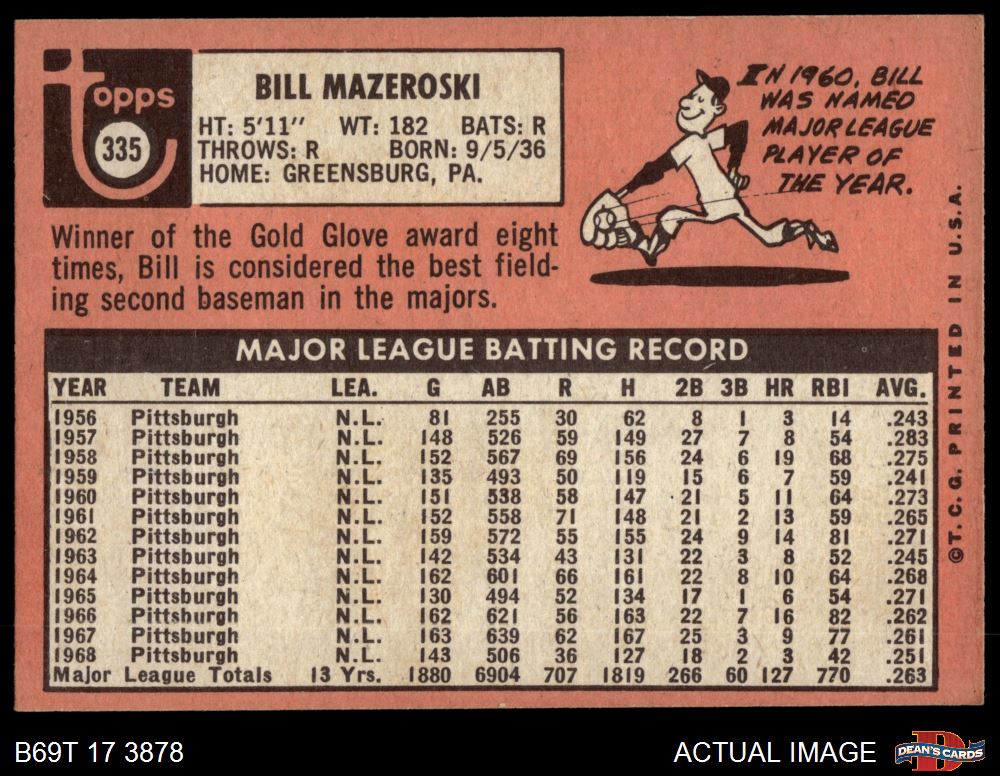 Topps
335
BILL MAZEROSKI
HT: 5'11" WT: 182 BATS: R
THROWS: R BORN: 9/5/36
HOME: GREENSBURG, PA.
IN 1960, BILL
WAS NAMED
MAJOR LEAGUE
PLAYER OF
THE YEAR.
Winner of the Gold Glove award eight
times, Bill is considered the best field-
ing second baseman in the majors.
MAJOR LEAGUE BATTING RECORD
YEAR TEAM LEA. G AB R H 2B 3B HR RBI AVG.
1956 Pittsburgh N.L. 81 255 30 62 8 1 3 14 .243
1957 Pittsburgh N.L. 148 526 59 149 27 7 8 54 .283
1958 Pittsburgh N.L. 152 567 69 156 24 6 19 68 .275
1959 Pittsburgh N.L. 135 493 50 119 15 6 7 59 .241
1960 Pittsburgh N.L. 151 538 58 147 21 5 11 64 .273
1961 Pittsburgh N.L. 152 558 71 148 21 2 13 59 .265
1962 Pittsburgh N.L. 159 572 55 155 24 9 14 81 .271
1963 Pittsburgh N.L. 142 534 43 131 22 3 8 52 .245
1964 Pittsburgh N.L. 162 601 66 161 22 8 10 64 .268
1965 Pittsburgh N.L. 130 494 52 134 17 1 6 54 .271
1966 Pittsburgh N.L. 162 621 56 163 22 7 16 82 .262
1967 Pittsburgh N.L. 163 639 62 167 25 3 9 77 .261
1968 Pittsburgh N.L. 143 506 36 127 18 2 3 42 .251
Major League Totals 13 Yrs. 1880 6904 707 1819 266 60 127 770 .263
©T. C. G. PRINTED IN U.S.A.
B69T 17 3878
ACTUAL IMAGE
D
DEAN'S CARDS